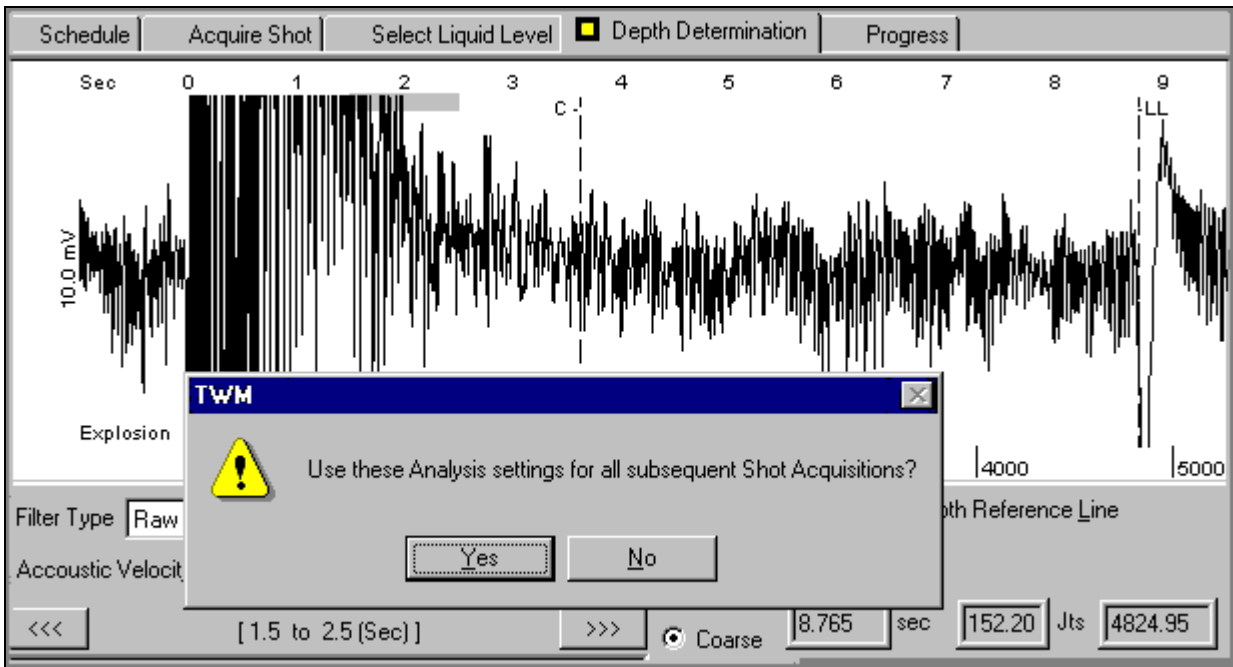 Schedule Acquire Shot Select Liquid Level Depth Determination Progress
Sec 0 1 2 3 4 5 6 7 8 9
C LL
10.0 mV
Explosion
4000 5000
TWM
Use these Analysis settings for all subsequent Shot Acquisitions?
Yes No
Filter Type Raw pth Reference Line
Accoustic Velocit
<<< [ 1.5 to 2.5 (Sec) ] >>> Coarse 8.765 sec 152.20 Jts 4824.95